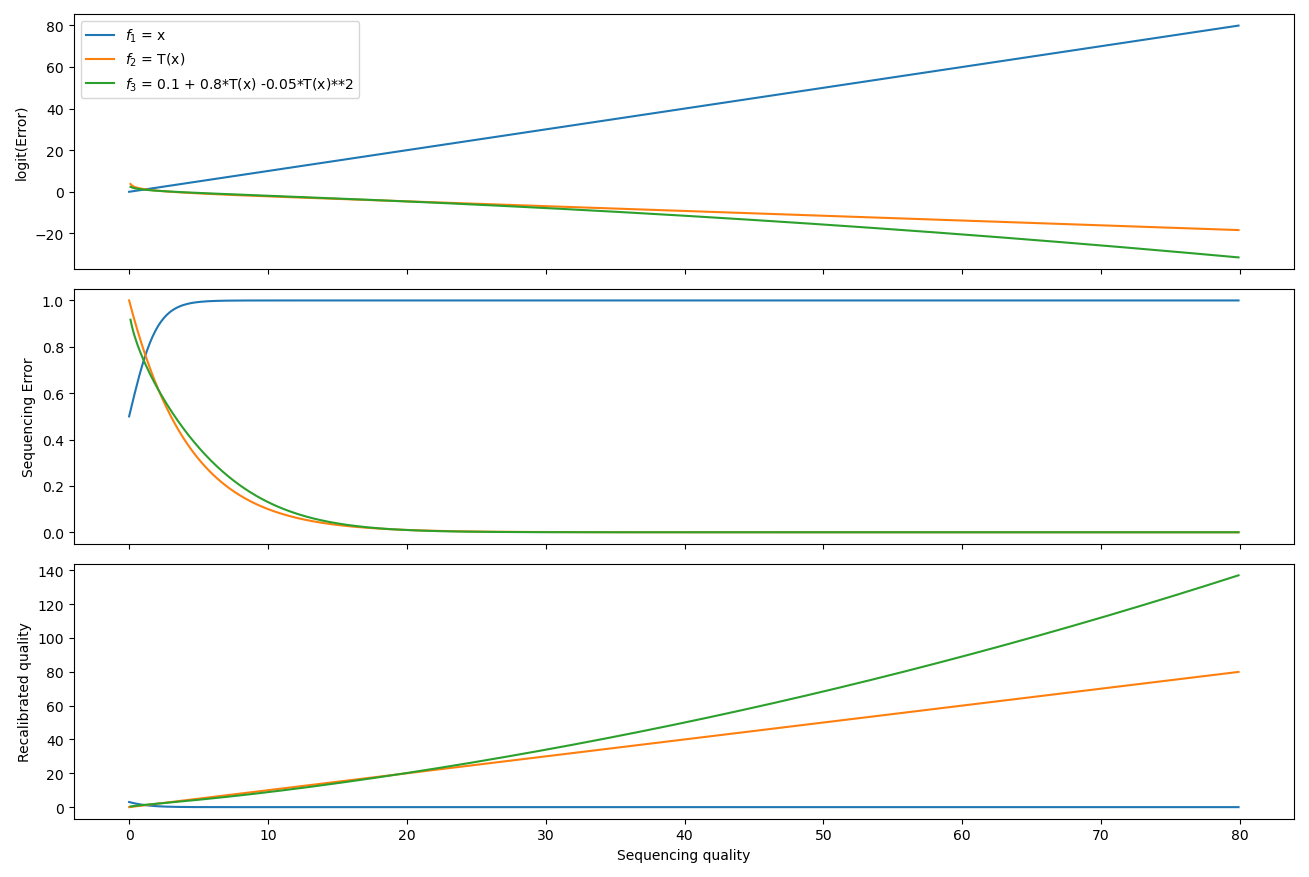 80
60
40
20
0
−20
logit(Error)
f1 = x
f2 = T(x)
f3 = 0.1 + 0.8*T(x) -0.05*T(x)**2
1.0
0.8
0.6
0.4
0.2
0.0
Sequencing Error
140
120
100
80
60
40
20
0
Recalibrated quality
0 10 20 30 40 50 60 70 80
Sequencing quality